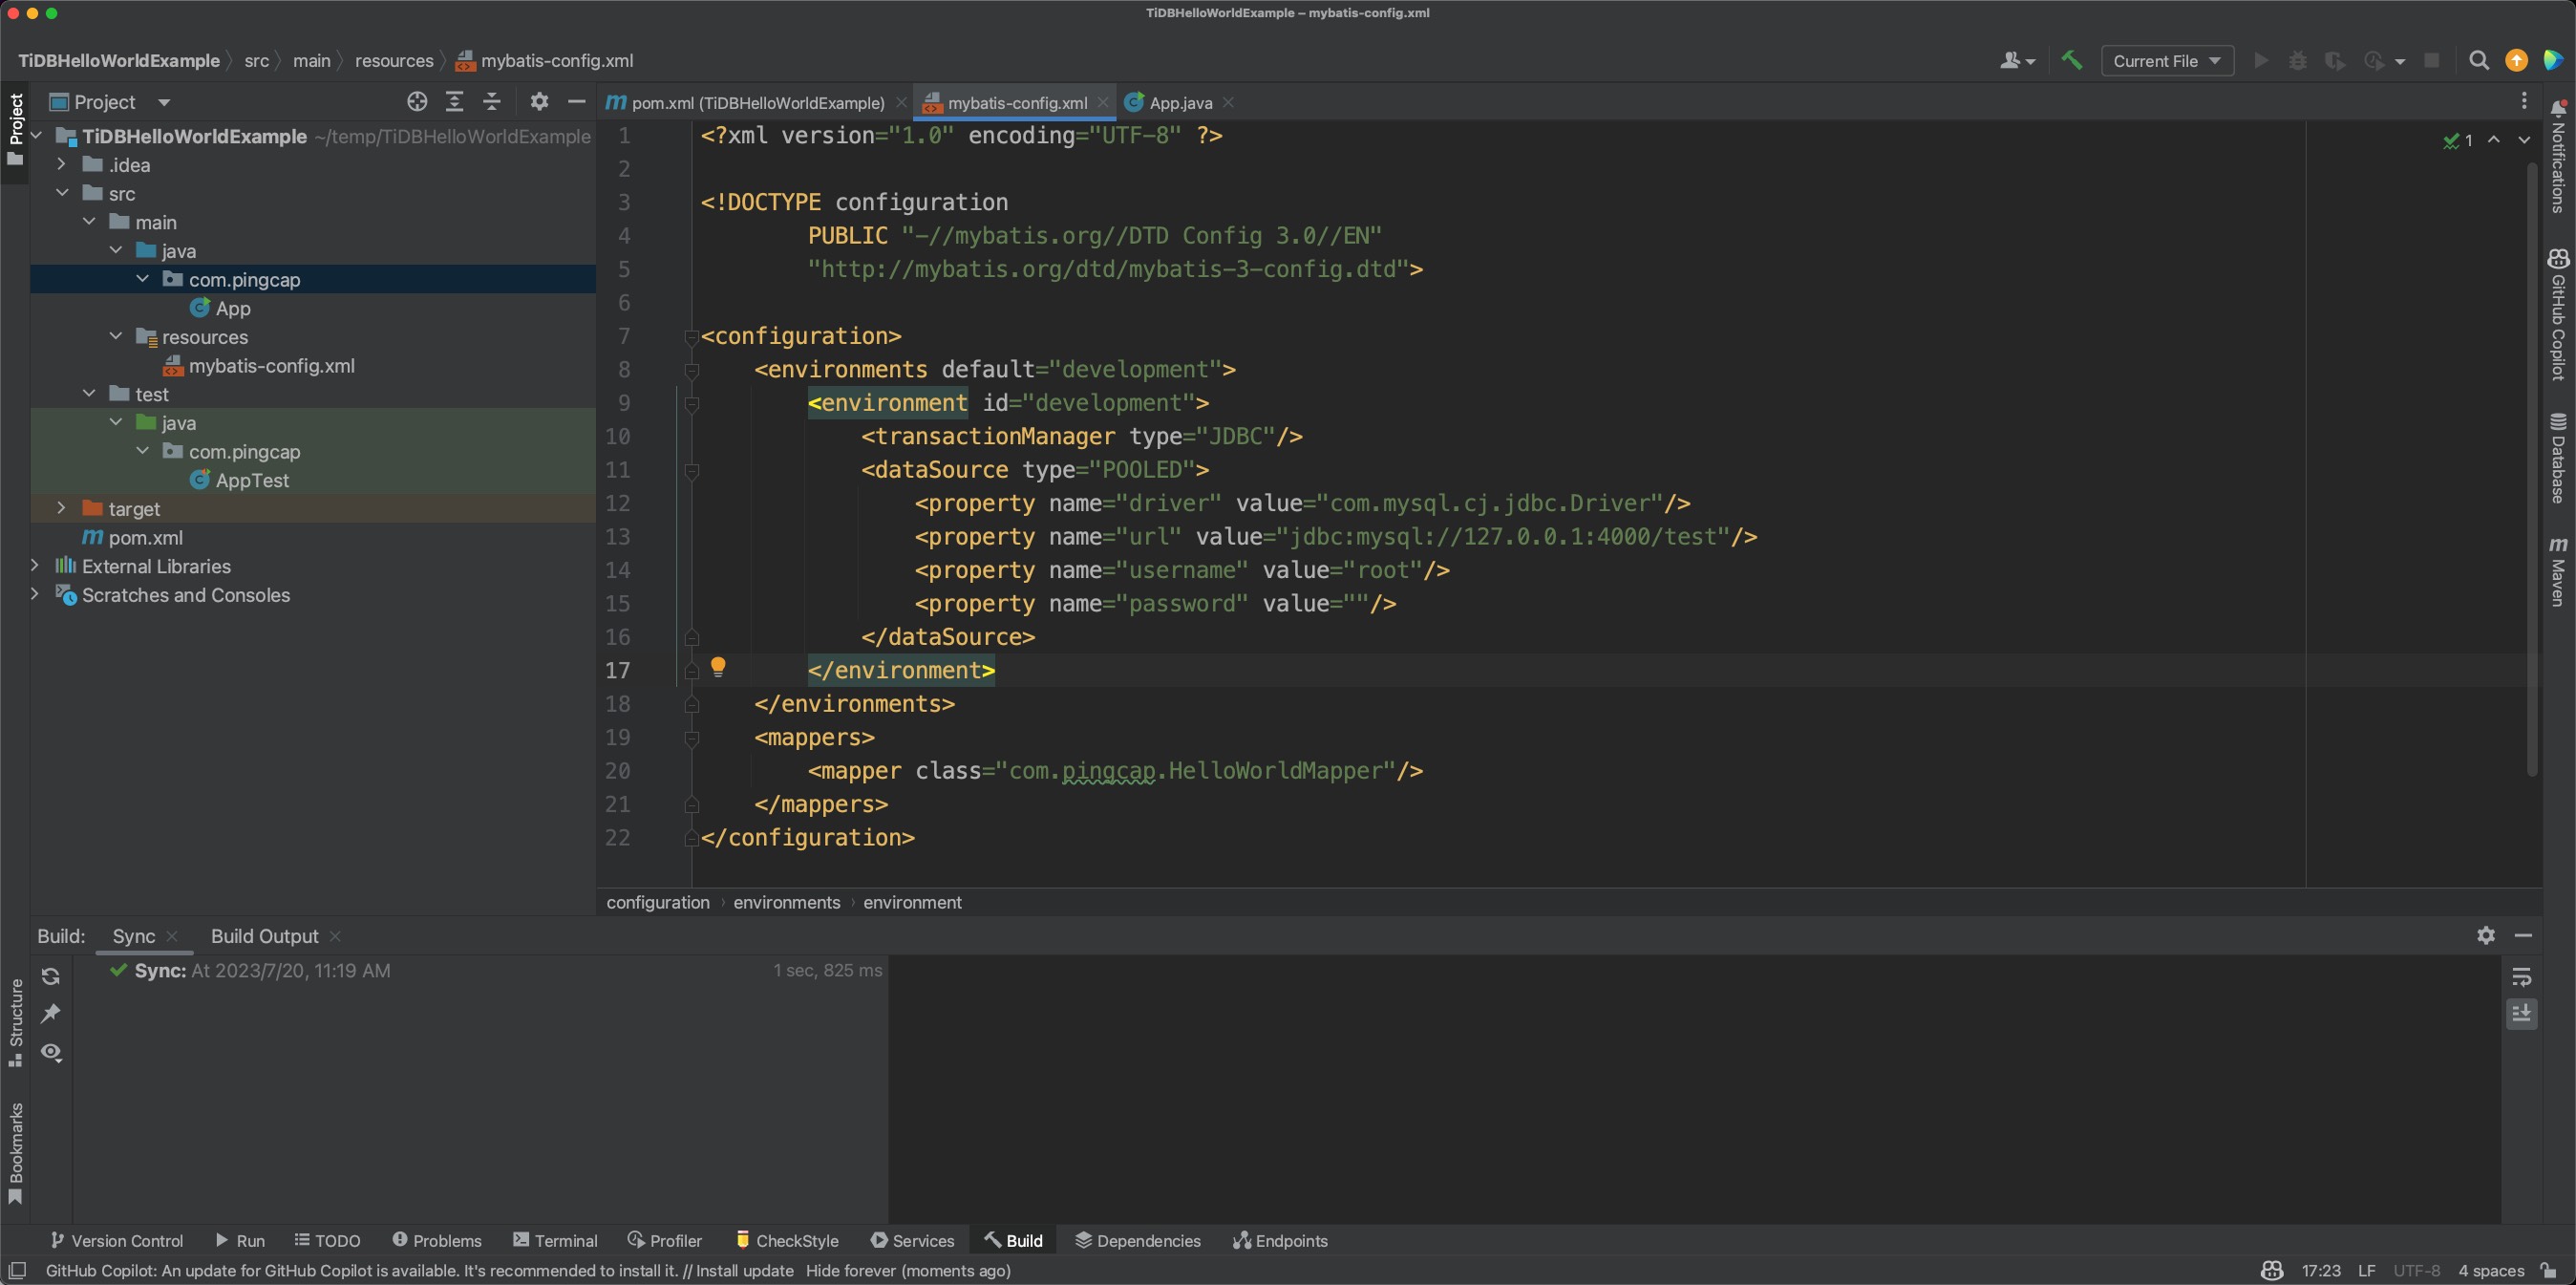 TiDBHelloWorldExample – mybatis-config.xml
TiDBHelloWorldExample src main resources mybatis-config.xml
Current File
Project
Project
pom.xml (TiDBHelloWorldExample)
mybatis-config.xml
App.java
TiDBHelloWorldExample ~/temp/TiDBHelloWorldExample
.idea
src
main
java
com.pingcap
App
resources
mybatis-config.xml
test
java
com.pingcap
AppTest
target
pom.xml
External Libraries
Scratches and Consoles
1 <?xml version="1.0" encoding="UTF-8" ?>
2
3 <!DOCTYPE configuration
4 PUBLIC "-//mybatis.org//DTD Config 3.0//EN"
5 "http://mybatis.org/dtd/mybatis-3-config.dtd">
6
7 <configuration>
8 <environments default="development">
9 <environment id="development">
10 <transactionManager type="JDBC"/>
11 <dataSource type="POOLED">
12 <property name="driver" value="com.mysql.cj.jdbc.Driver"/>
13 <property name="url" value="jdbc:mysql://127.0.0.1:4000/test"/>
14 <property name="username" value="root"/>
15 <property name="password" value=""/>
16 </dataSource>
17 </environment>
18 </environments>
19 <mappers>
20 <mapper class="com.pingcap.HelloWorldMapper"/>
21 </mappers>
22 </configuration>
1
Notifications
GitHub Copilot
Database
m Maven
configuration › environments › environment
Build: Sync Build Output
Sync: At 2023/7/20, 11:19 AM 1 sec, 825 ms
Structure
Bookmarks
Version Control Run TODO Problems Terminal Profiler CheckStyle Services Build Dependencies Endpoints
GitHub Copilot: An update for GitHub Copilot is available. It's recommended to install it. // Install update Hide forever (moments ago)
17:23 LF UTF-8 4 spaces